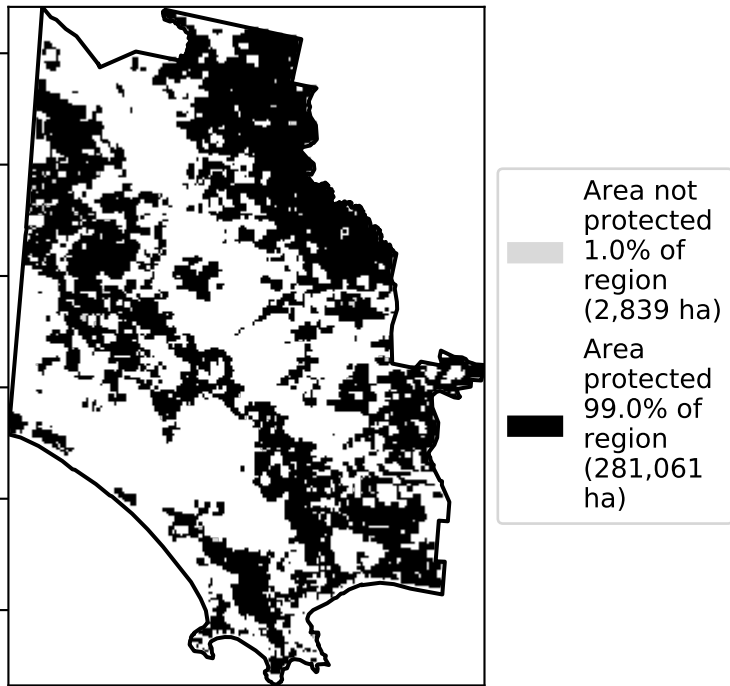 Area not
protected
1.0% of
region
(2,839 ha)
Area
protected
99.0% of
region
(281,061
ha)